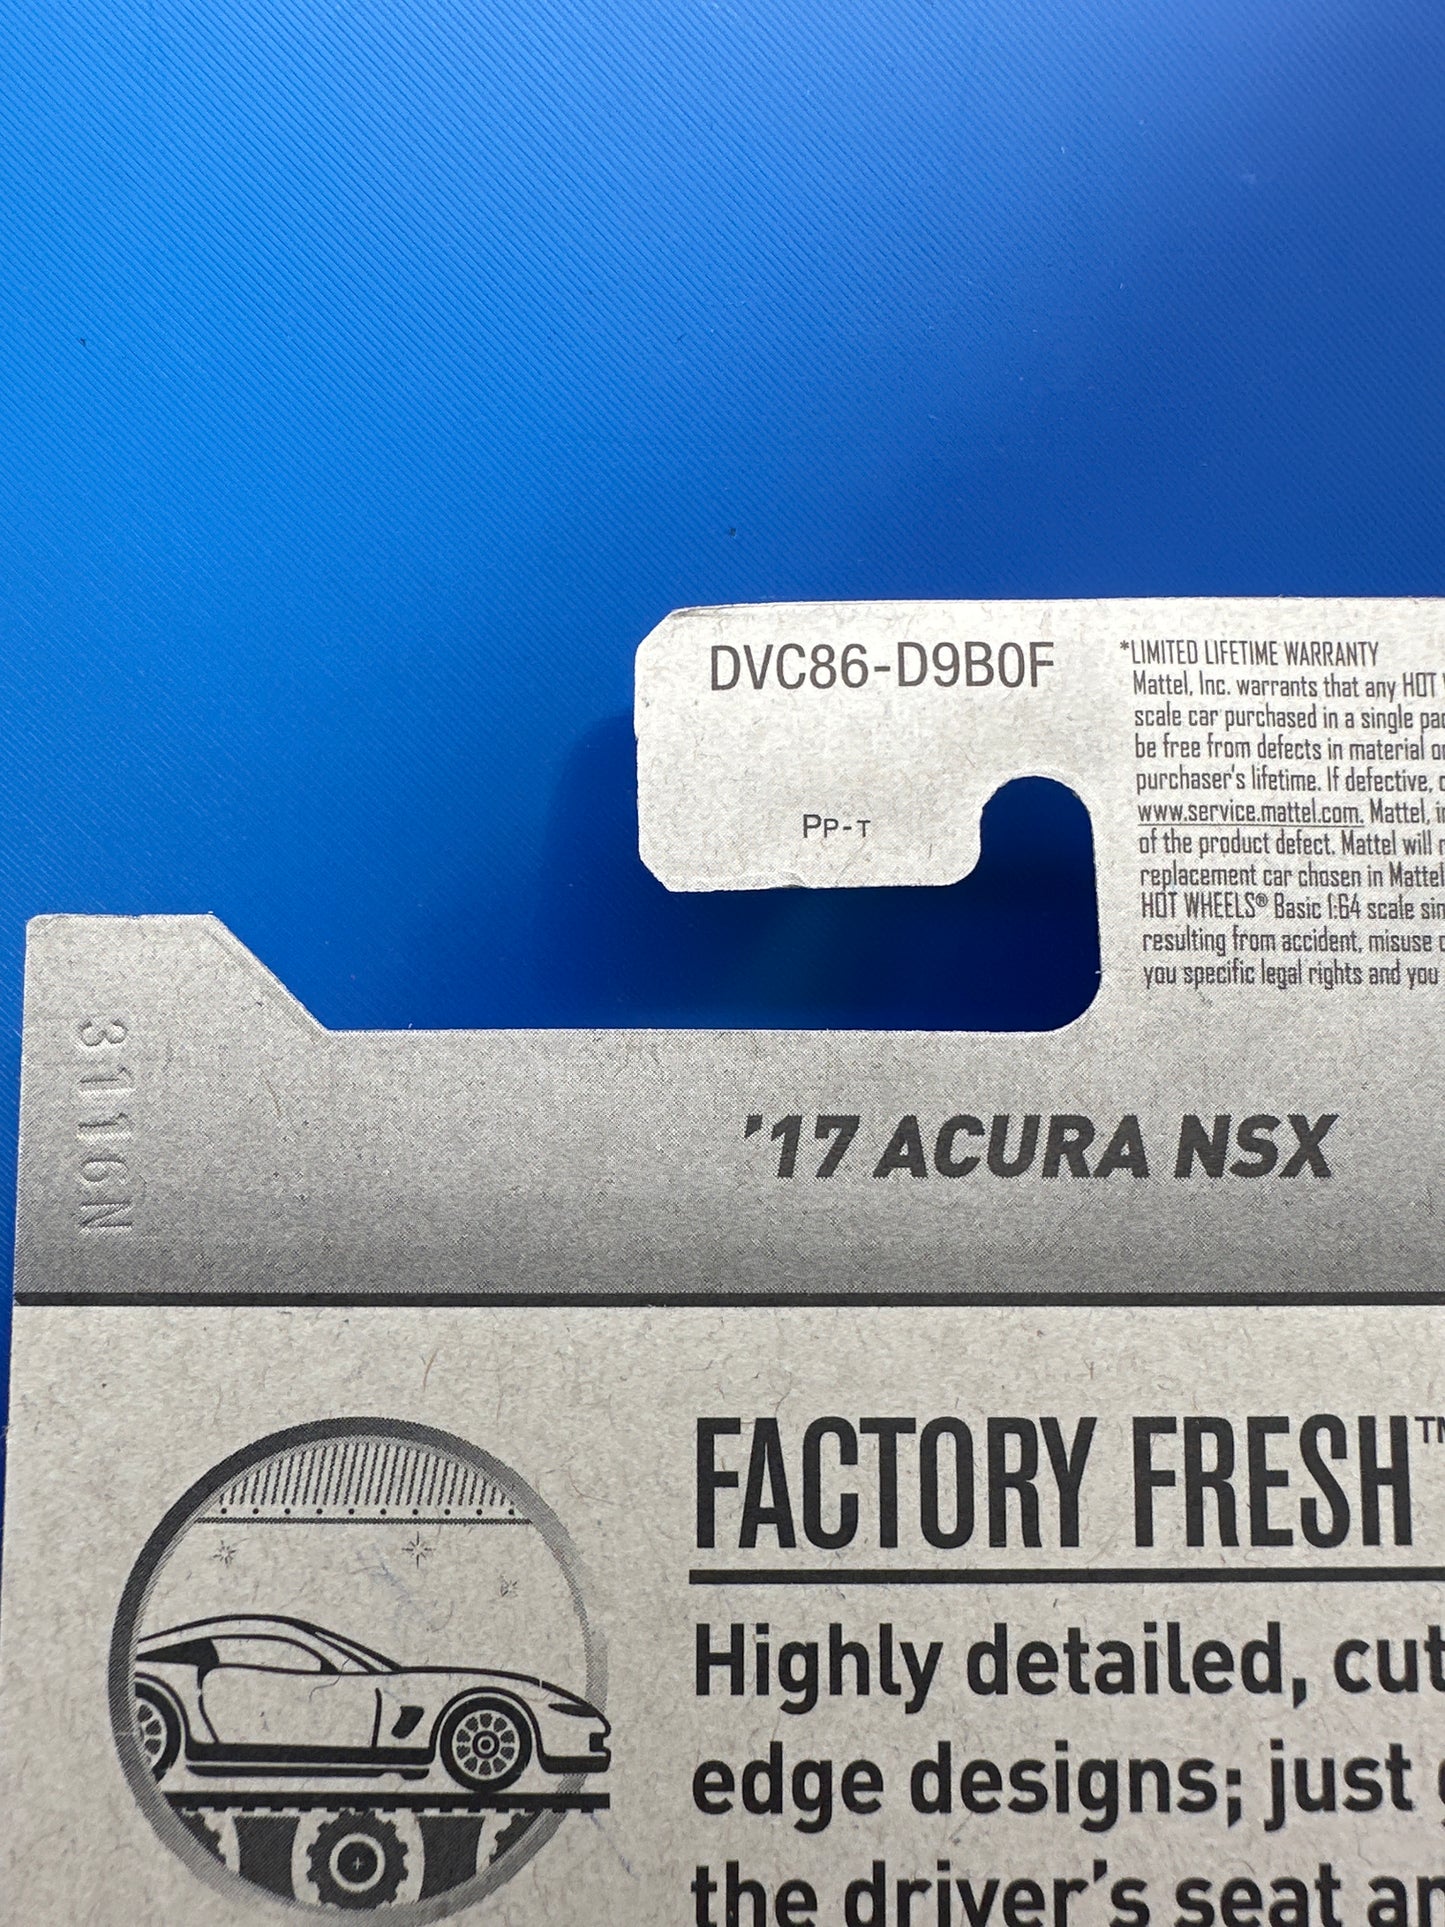 DVC86-D9B0F
PP-T
*LIMITED LIFETIME WARRANTY
Mattel, Inc. warrants that any HOT
scale car purchased in a single
be free from defects in material
purchaser's lifetime. If defective,
www.service.mattel.com. Mattel,
of the product defect. Mattel will
replacement car chosen in Mattel
HOT WHEELS® Basic 1:64 scale
resulting from accident, misuse
you specific legal rights and you
3116N
'17 ACURA NSX
FACTORY FRESH™
Highly detailed, cut
edge designs; just
the driver's seat